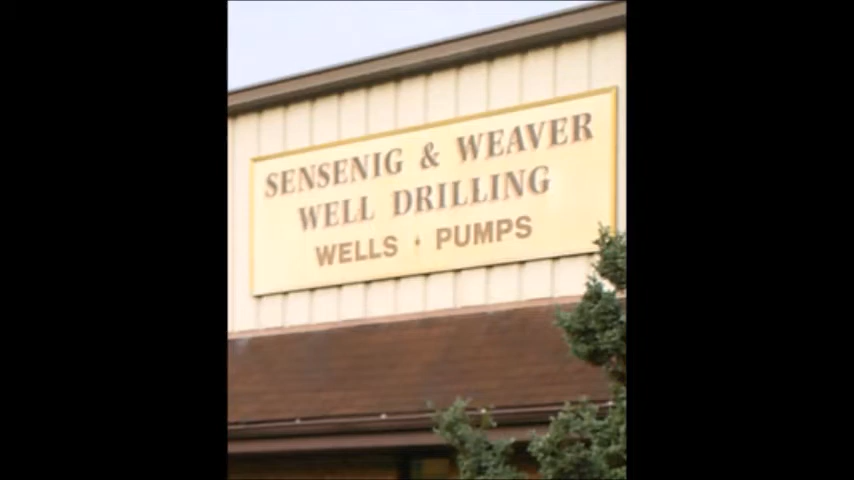 SENSENIG & WEAVER
WELL DRILLING
WELLS · PUMPS